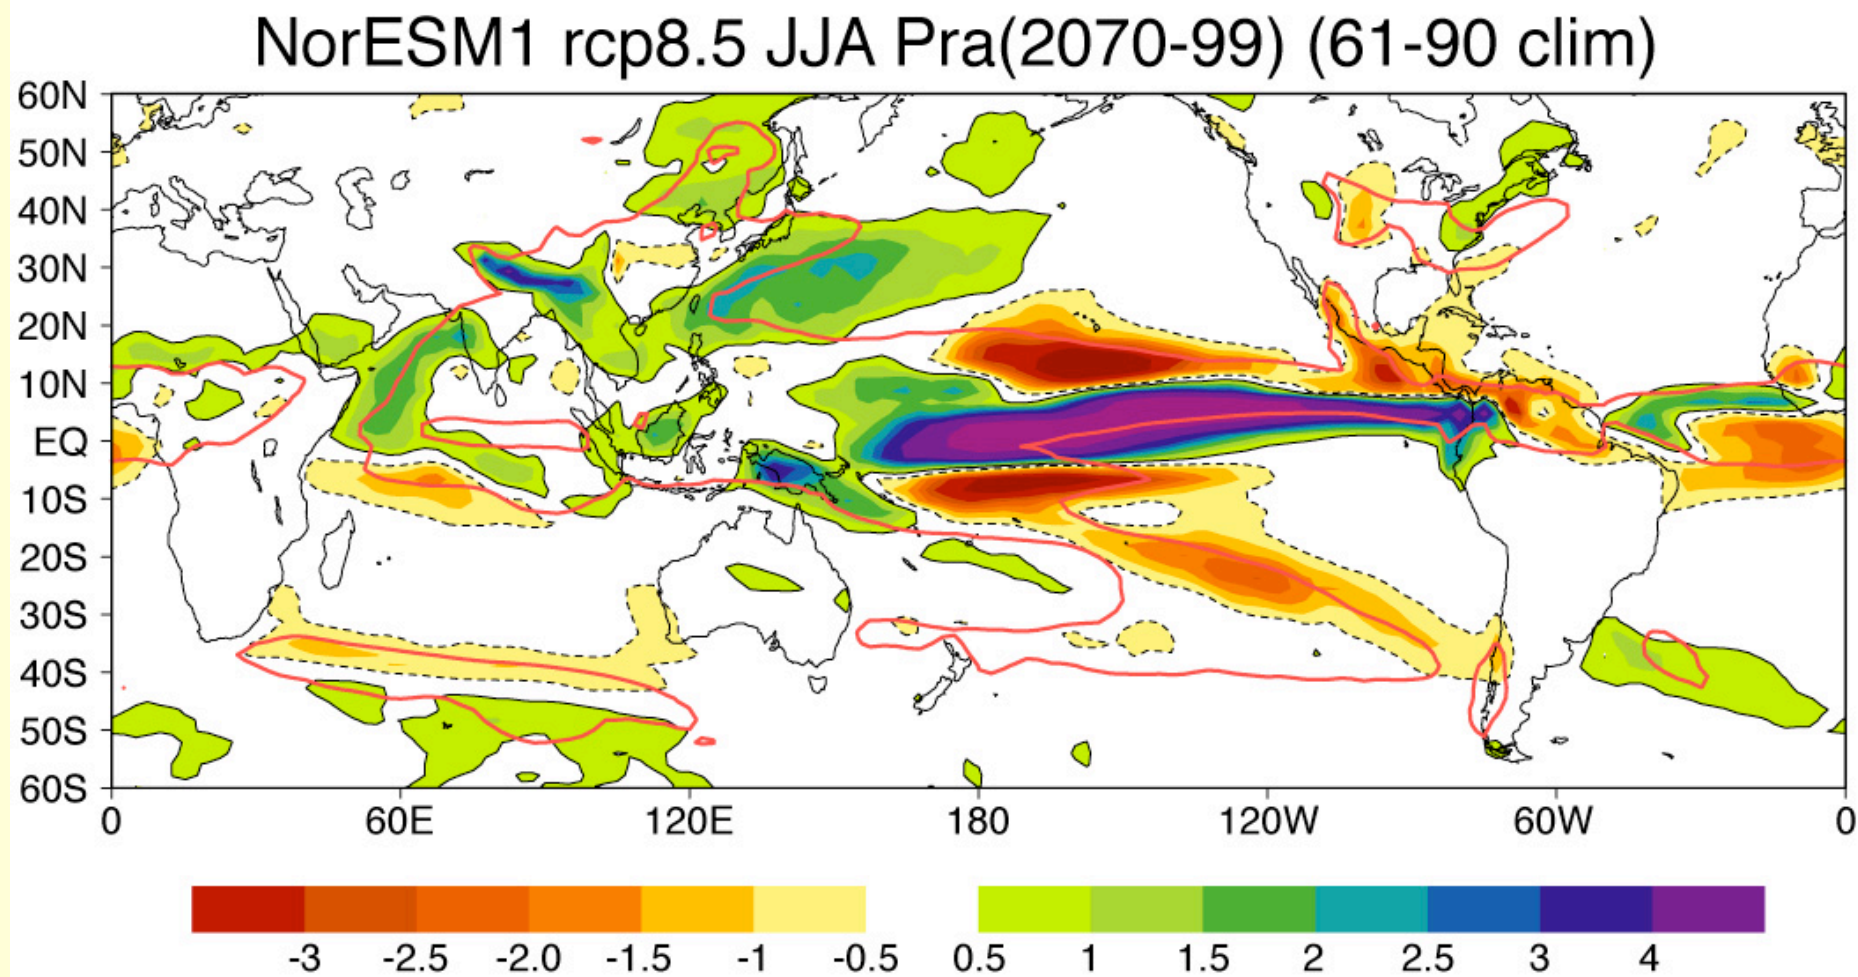 NorESM1 rcp8.5 JJA Pra(2070-99) (61-90 clim)
60N
50N
40N
30N
20N
10N
EQ
10S
20S
30S
40S
50S
60S
0 60E 120E 180 120W 60W 0
-3 -2.5 -2.0 -1.5 -1 -0.5 0.5 1 1.5 2 2.5 3 4